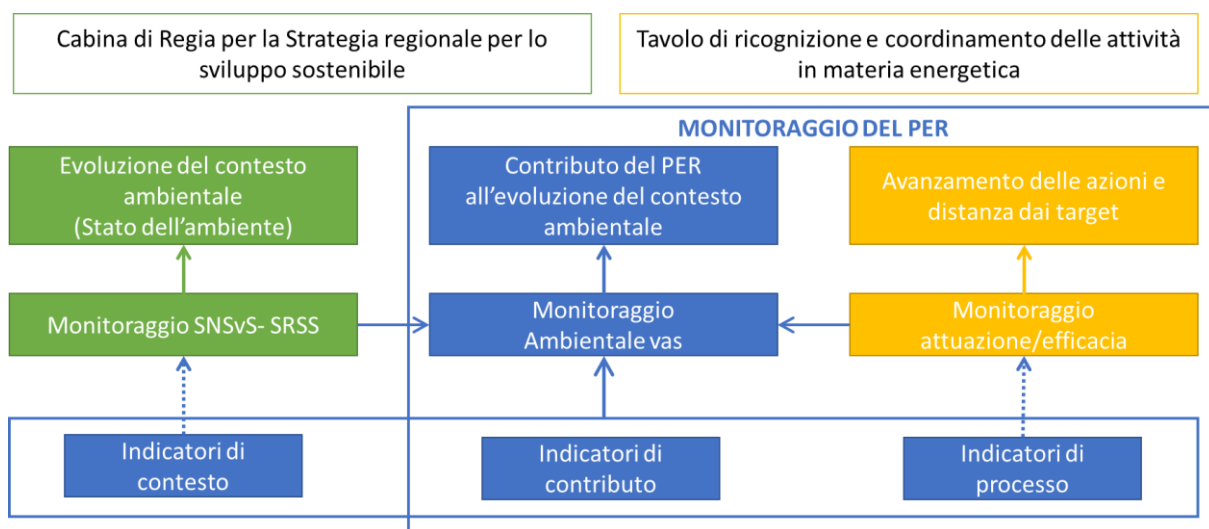 Cabina di Regia per la Strategia regionale per lo
sviluppo sostenibile
Tavolo di ricognizione e coordinamento delle attività
in materia energetica
MONITORAGGIO DEL PER
Evoluzione del contesto
ambientale
(Stato dell'ambiente)
Contributo del PER
all'evoluzione del contesto
ambientale
Avanzamento delle azioni e
distanza dai target
Monitoraggio SNSvS- SRSS
Monitoraggio
Ambientale vas
Monitoraggio
attuazione/efficacia
Indicatori di
contesto
Indicatori di
contributo
Indicatori di
processo